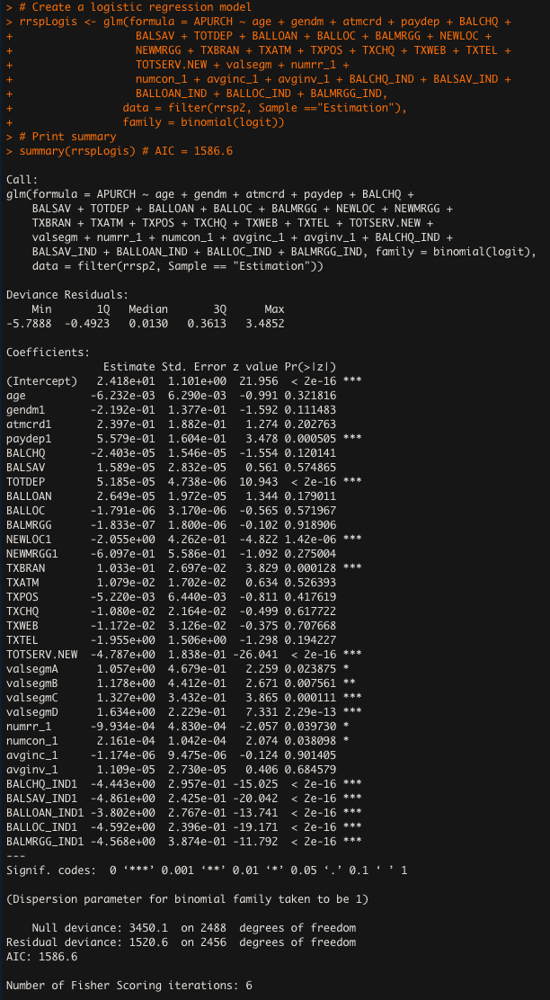 > # Create a logistic regression model
> rrspLogis <- glm(formula = APURCH ~ age + gendm + atmcrd + paydep + BALCHQ +
+                   BALSAV + TOTDEP + BALLOAN + BALLOC + BALMRGG + NEWLOC +
+                   NEWMRGG + TXBRAN + TXATM + TXPOS + TXCHQ + TXWEB + TXTEL +
+                   TOTSERV.NEW + valsegm + numrr_1 +
+                   numcon_1 + avginc_1 + avginv_1 + BALCHQ_IND + BALSAV_IND +
+                   BALLOAN_IND + BALLOC_IND + BALMRGG_IND,
+                 data = filter(rrsp2, Sample =="Estimation"),
+                 family = binomial(logit))
> # Print summary
> summary(rrspLogis) # AIC = 1586.6
Call:
glm(formula = APURCH ~ age + gendm + atmcrd + paydep + BALCHQ +
    BALSAV + TOTDEP + BALLOAN + BALLOC + BALMRGG + NEWLOC + NEWMRGG +
    TXBRAN + TXATM + TXPOS + TXCHQ + TXWEB + TXTEL + TOTSERV.NEW +
    valsegm + numrr_1 + numcon_1 + avginc_1 + avginv_1 + BALCHQ_IND +
    BALSAV_IND + BALLOAN_IND + BALLOC_IND + BALMRGG_IND, family = binomial(logit),
    data = filter(rrsp2, Sample == "Estimation"))
Deviance Residuals:
    Min       1Q   Median       3Q      Max
-5.7888  -0.4923   0.0130   0.3613   3.4852
Coefficients:
              Estimate Std. Error z value Pr(>|z|)
(Intercept)  2.418e+01  1.101e+00  21.956  < 2e-16 ***
age         -6.232e-03  6.290e-03  -0.991 0.321816
gendm1      -2.192e-01  1.377e-01  -1.592 0.111483
atmcrd1      2.397e-01  1.882e-01   1.274 0.202763
paydep1      5.579e-01  1.604e-01   3.478 0.000505 ***
BALCHQ      -2.403e-05  1.546e-05  -1.554 0.120141
BALSAV       1.589e-05  2.832e-05   0.561 0.574865
TOTDEP       5.185e-05  4.738e-06  10.943  < 2e-16 ***
BALLOAN      2.649e-05  1.972e-05   1.344 0.179011
BALLOC      -1.791e-06  3.170e-06  -0.565 0.571967
BALMRGG     -1.833e-07  1.800e-06  -0.102 0.918906
NEWLOC1     -2.055e+00  4.262e-01  -4.822 1.42e-06 ***
NEWMRGG1    -6.097e-01  5.586e-01  -1.092 0.275004
TXBRAN       1.033e-01  2.697e-02   3.829 0.000128 ***
TXATM        1.079e-02  1.702e-02   0.634 0.526393
TXPOS       -5.220e-03  6.440e-03  -0.811 0.417619
TXCHQ       -1.080e-02  2.164e-02  -0.499 0.617722
TXWEB       -1.172e-02  3.126e-02  -0.375 0.707668
TXTEL       -1.955e+00  1.506e+00  -1.298 0.194227
TOTSERV.NEW -4.787e+00  1.838e-01 -26.041  < 2e-16 ***
valsegmA     1.057e+00  4.679e-01   2.259 0.023875 *
valsegmB     1.178e+00  4.412e-01   2.671 0.007561 **
valsegmC     1.327e+00  3.432e-01   3.865 0.000111 ***
valsegmD     1.634e+00  2.229e-01   7.331 2.29e-13 ***
numrr_1     -9.934e-04  4.830e-04  -2.057 0.039730 *
numcon_1     2.161e-04  1.042e-04   2.074 0.038098 *
avginc_1    -1.174e-06  9.475e-06  -0.124 0.901405
avginv_1     1.109e-05  2.730e-05   0.406 0.684579
BALCHQ_IND1 -4.443e+00  2.957e-01 -15.025  < 2e-16 ***
BALSAV_IND1 -4.861e+00  2.425e-01 -20.042  < 2e-16 ***
BALLOAN_IND1 -3.802e+00  2.767e-01 -13.741  < 2e-16 ***
BALLOC_IND1 -4.592e+00  2.396e-01 -19.171  < 2e-16 ***
BALMRGG_IND1 -4.568e+00  3.874e-01 -11.792  < 2e-16 ***
---
Signif. codes:  0 ‘***’ 0.001 ‘**’ 0.01 ‘*’ 0.05 ‘.’ 0.1 ‘ ’ 1
(Dispersion parameter for binomial family taken to be 1)
    Null deviance: 3450.1  on 2488  degrees of freedom
Residual deviance: 1520.6  on 2456  degrees of freedom
AIC: 1586.6
Number of Fisher Scoring iterations: 6